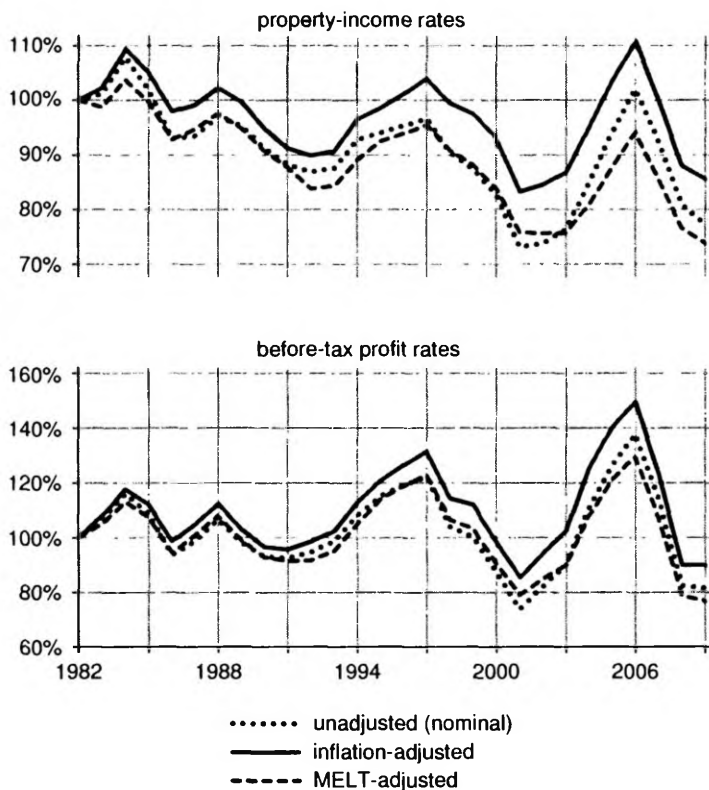 property-income rates
110%
100%
90%
80%
70%
before-tax profit rates
160%
140%
120%
100%
80%
60%
1982 1988 1994 2000 2006
unadjusted (nominal)
inflation-adjusted
MELT-adjusted